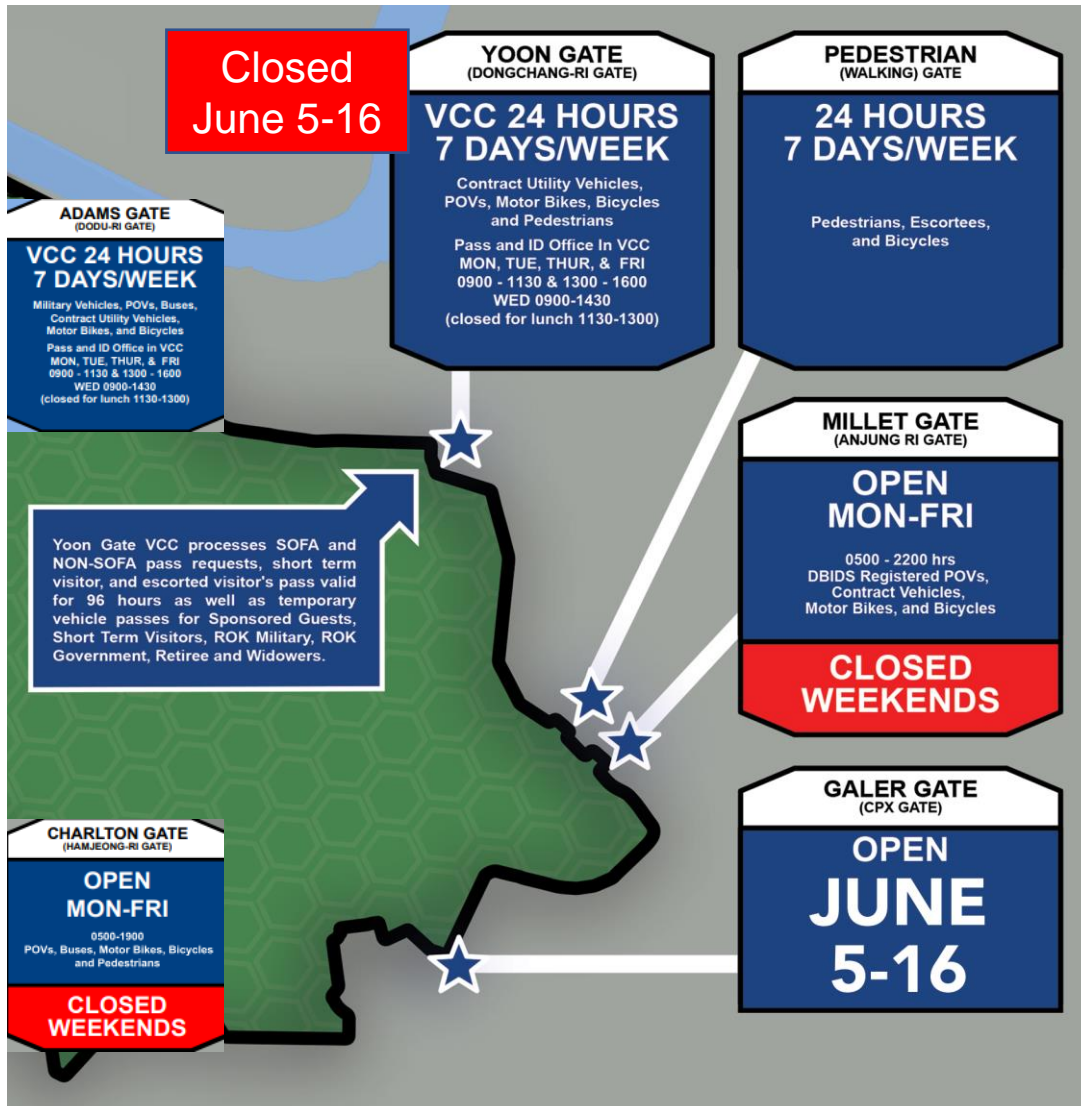 Closed
June 5-16
YOON GATE
(DONGCHANG-RI GATE)
VCC 24 HOURS
7 DAYS/WEEK
Contract Utility Vehicles,
POVs, Motor Bikes, Bicycles
and Pedestrians
Pass and ID Office In VCC
MON, TUE, THUR, & FRI
0900 - 1130 & 1300 - 1600
WED 0900-1430
(closed for lunch 1130-1300)
PEDESTRIAN
(WALKING) GATE
24 HOURS
7 DAYS/WEEK
Pedestrians, Escortees,
and Bicycles
ADAMS GATE
(DODU-RI GATE)
VCC 24 HOURS
7 DAYS/WEEK
Military Vehicles, POVs, Buses,
Contract Utility Vehicles,
Motor Bikes, and Bicycles
Pass and ID Office in VCC
MON, TUE, THUR, & FRI
0900 - 1130 & 1300 - 1600
WED 0900-1430
(closed for lunch 1130-1300)
MILLET GATE
(ANJUNG RI GATE)
OPEN
MON-FRI
0500 - 2200 hrs
DBIDS Registered POVs,
Contract Vehicles,
Motor Bikes, and Bicycles
CLOSED
WEEKENDS
Yoon Gate VCC processes SOFA and
NON-SOFA pass requests, short term
visitor, and escorted visitor's pass valid
for 96 hours as well as temporary
vehicle passes for Sponsored Guests,
Short Term Visitors, ROK Military, ROK
Government, Retiree and Widowers.
GALER GATE
(CPX GATE)
OPEN
JUNE
5-16
CHARLTON GATE
(HAMJEONG-RI GATE)
OPEN
MON-FRI
0500-1900
POVs, Buses, Motor Bikes, Bicycles
and Pedestrians
CLOSED
WEEKENDS